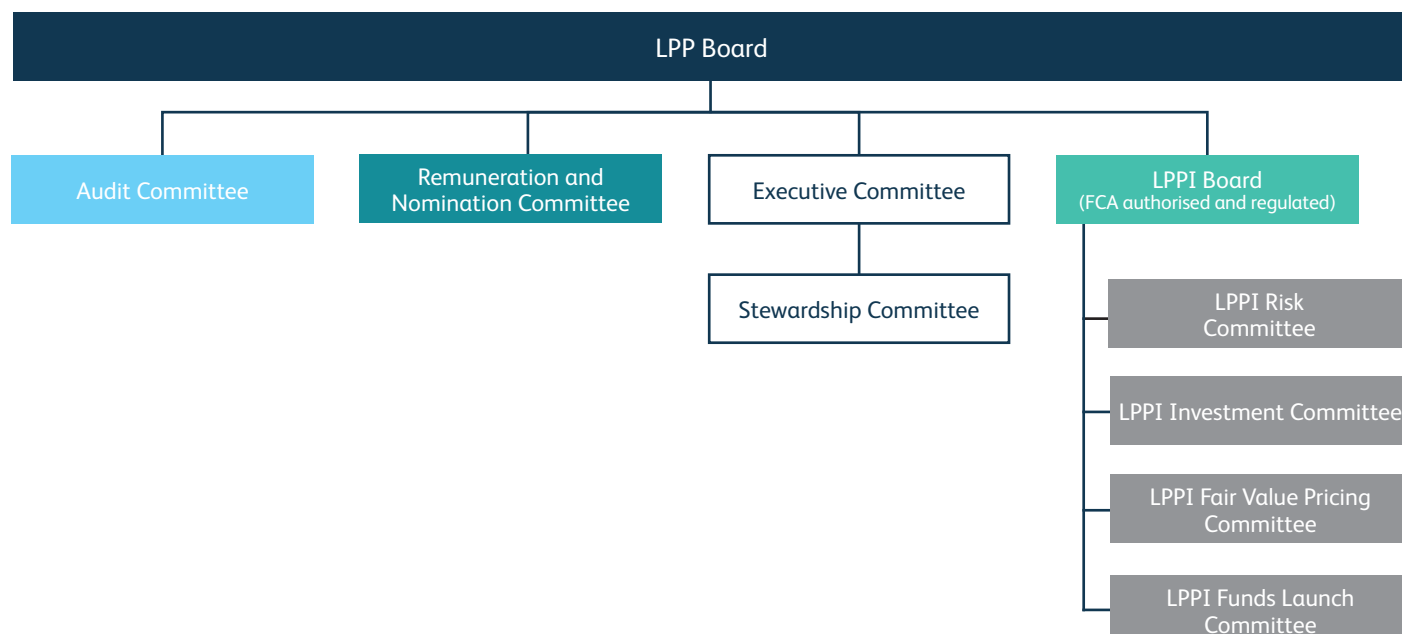 LPP Board
Audit Committee
Remuneration and
Nomination Committee
Executive Committee
LPPI Board
(FCA authorised and regulated)
Stewardship Committee
LPPI Risk
Committee
LPPI Investment Committee
LPPI Fair Value Pricing
Committee
LPPI Funds Launch
Committee